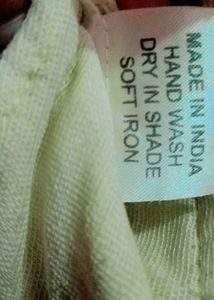 MADE IN INDIA
HAND WASH
DRY IN SHADE
SOFT IRON